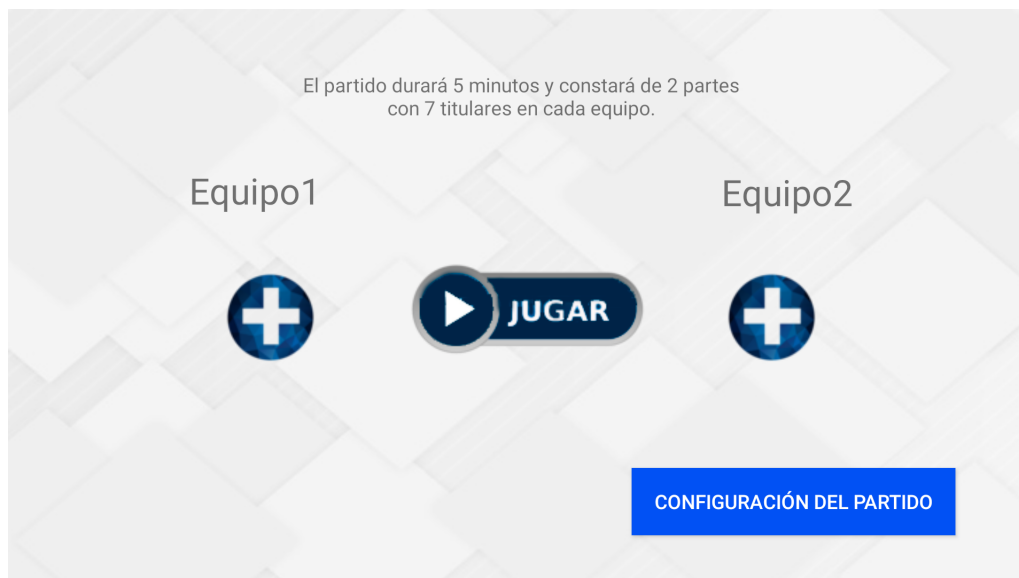 El partido durará 5 minutos y constará de 2 partes
con 7 titulares en cada equipo.
Equipo1
Equipo2
JUGAR
CONFIGURACIÓN DEL PARTIDO